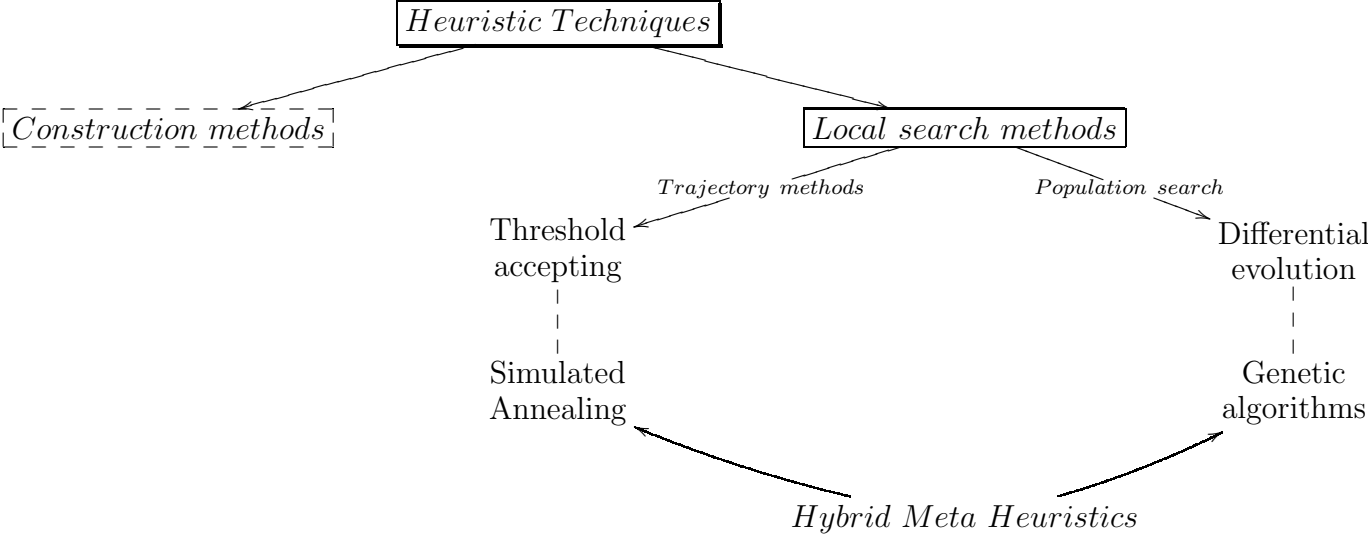 Heuristic Techniques
Construction methods
Local search methods
Trajectory methods
Population search
Threshold
accepting
Differential
evolution
Simulated
Annealing
Genetic
algorithms
Hybrid Meta Heuristics